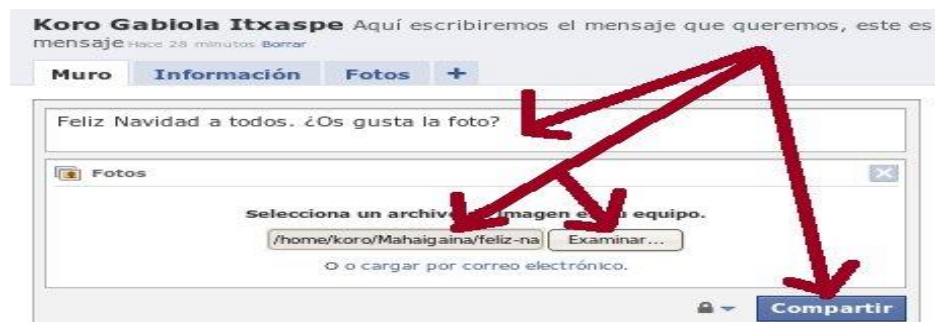 Koro Gabiola Itxaspe Aquí escribiremos el mensaje que queremos, este es
mensaje Hace 28 minutos Borrar
Muro Información Fotos +
Feliz Navidad a todos. ¿Os gusta la foto?
Fotos
Selecciona un archivo imagen equipo.
/home/koro/Mahaigaina/feliz-na Examinar...
O o cargar por correo electrónico.
Compartir